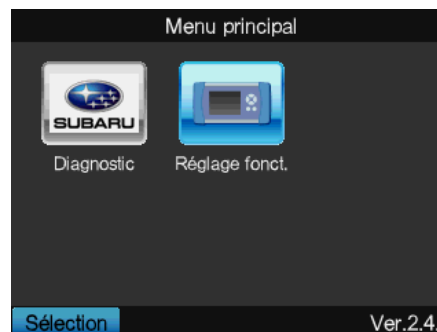 Menu principal
SUBARU
Diagnostic
Réglage fonct.
Sélection
Ver.2.4.